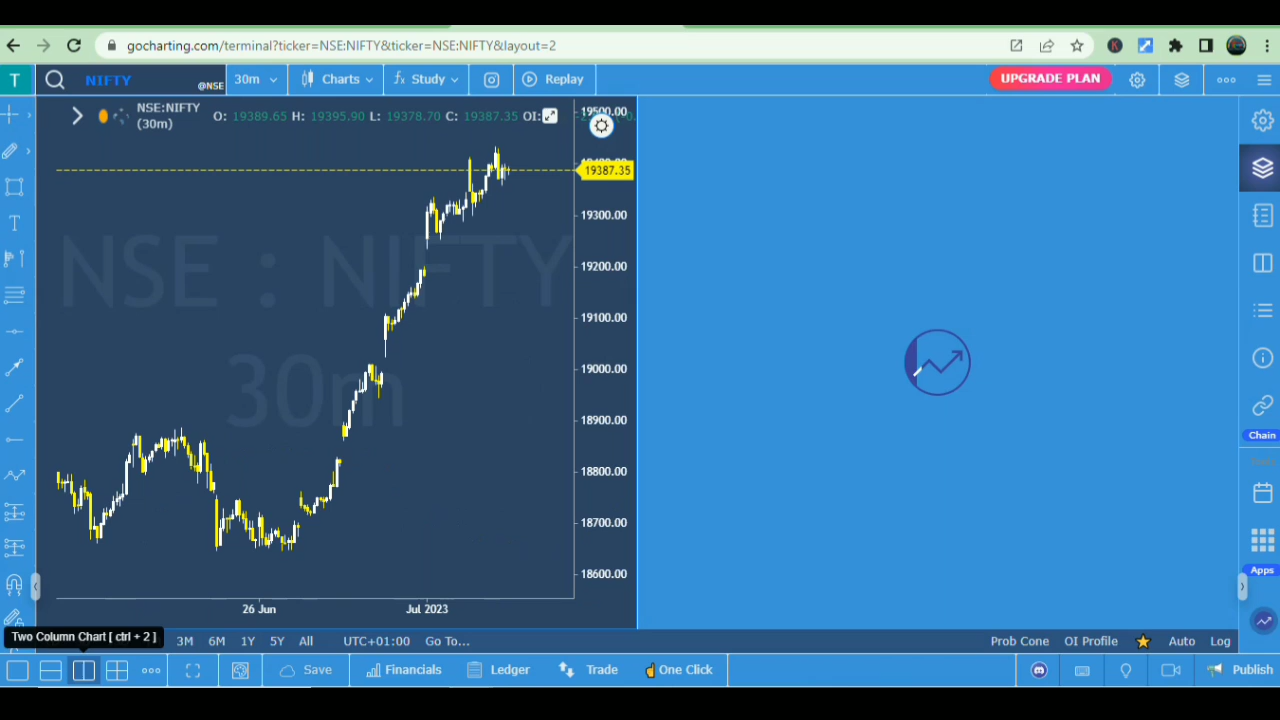 gocharting.com/terminal?ticker=NSE:NIFTY&ticker=NSE:NIFTY&layout=2
T NIFTY @NSE 30m Charts fx Study Replay UPGRADE PLAN
NSE:NIFTY (30m) O: 19389.65 H: 19395.90 L: 19378.70 C: 19387.35 OI:
19500.00
19387.35
19300.00
19200.00
19100.00
19000.00
18900.00
18800.00
18700.00
18600.00
NSE : NIFTY
30m
26 Jun Jul 2023
T
Chain
Apps
Two Column Chart [ ctrl + 2 ] 3M 6M 1Y 5Y All UTC+01:00 Go To... Prob Cone OI Profile Auto Log
Save Financials Ledger Trade One Click Publish